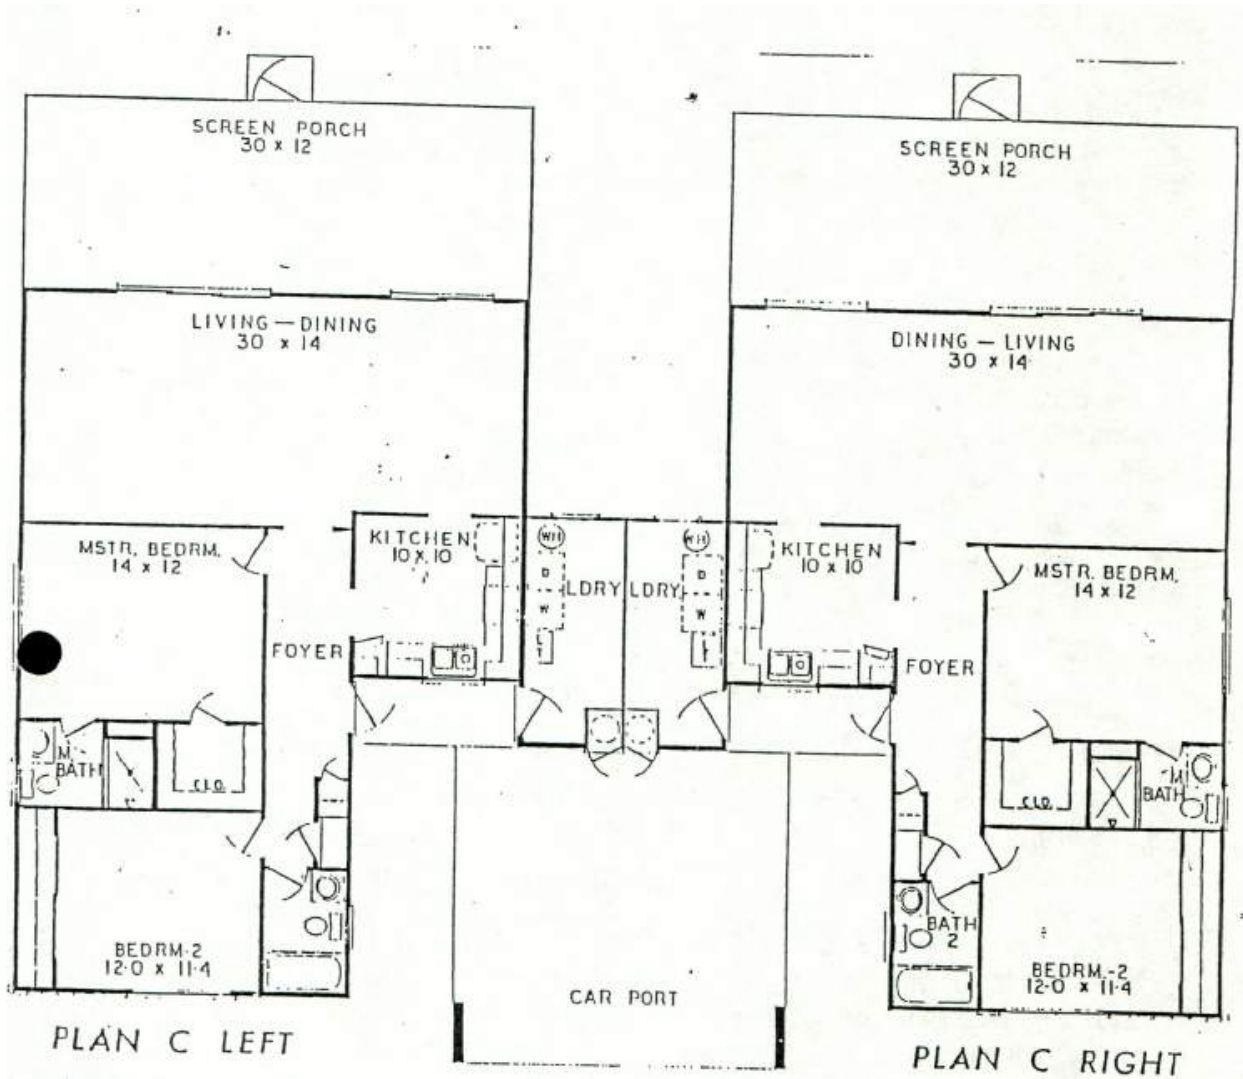 SCREEN PORCH
30 x 12
SCREEN PORCH
30 x 12
LIVING — DINING
30 x 14
DINING — LIVING
30 x 14
MSTR. BEDRM.
14 x 12
KITCHEN
10 x 10
WH
D
W
LDRY
LDRY
WH
D
W
KITCHEN
10 x 10
MSTR. BEDRM.
14 x 12
FOYER
FOYER
M.
BATH
CLO.
CLO.
M.
BATH
BEDRM-2
12-0 x 11-4
CAR PORT
BATH
2
BEDRM.-2
12-0 x 11-4
PLAN C LEFT
PLAN C RIGHT